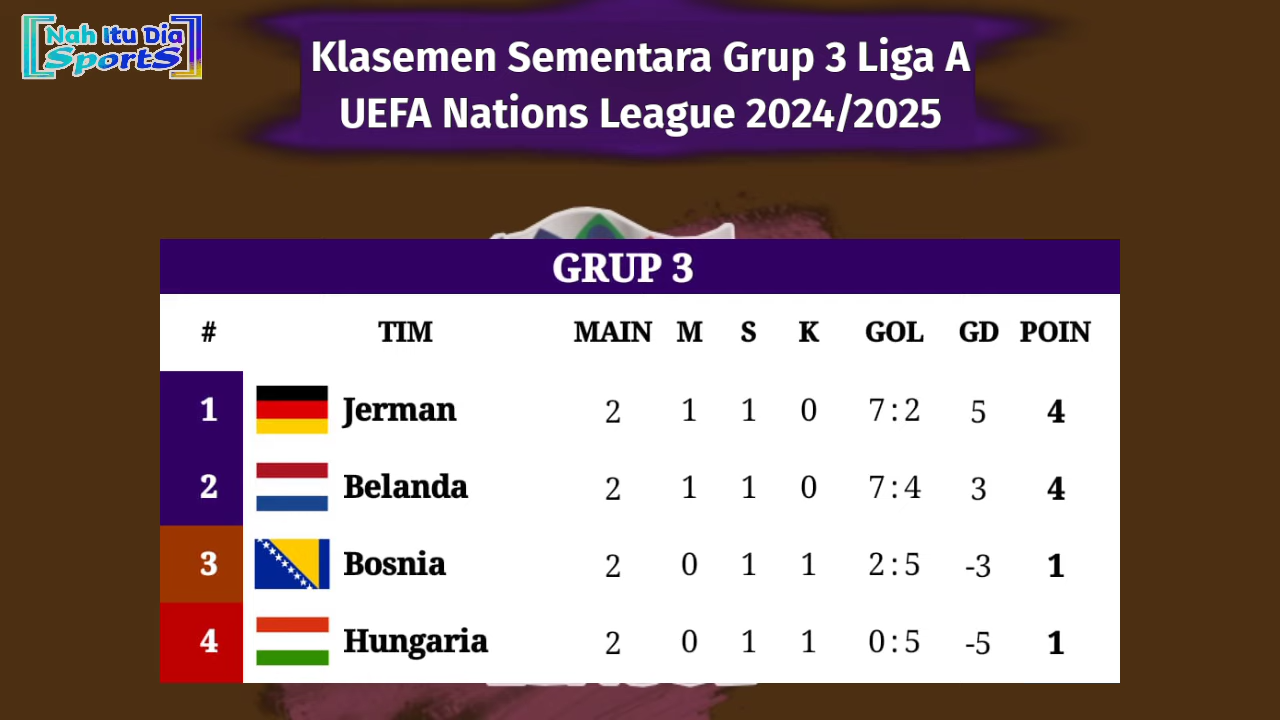 Nah Itu Dia
Sports
Klasemen Sementara Grup 3 Liga A
UEFA Nations League 2024/2025
GRUP 3
# TIM MAIN M S K GOL GD POIN
1 Jerman 2 1 1 0 7:2 5 4
2 Belanda 2 1 1 0 7:4 3 4
3 Bosnia 2 0 1 1 2:5 -3 1
4 Hungaria 2 0 1 1 0:5 -5 1